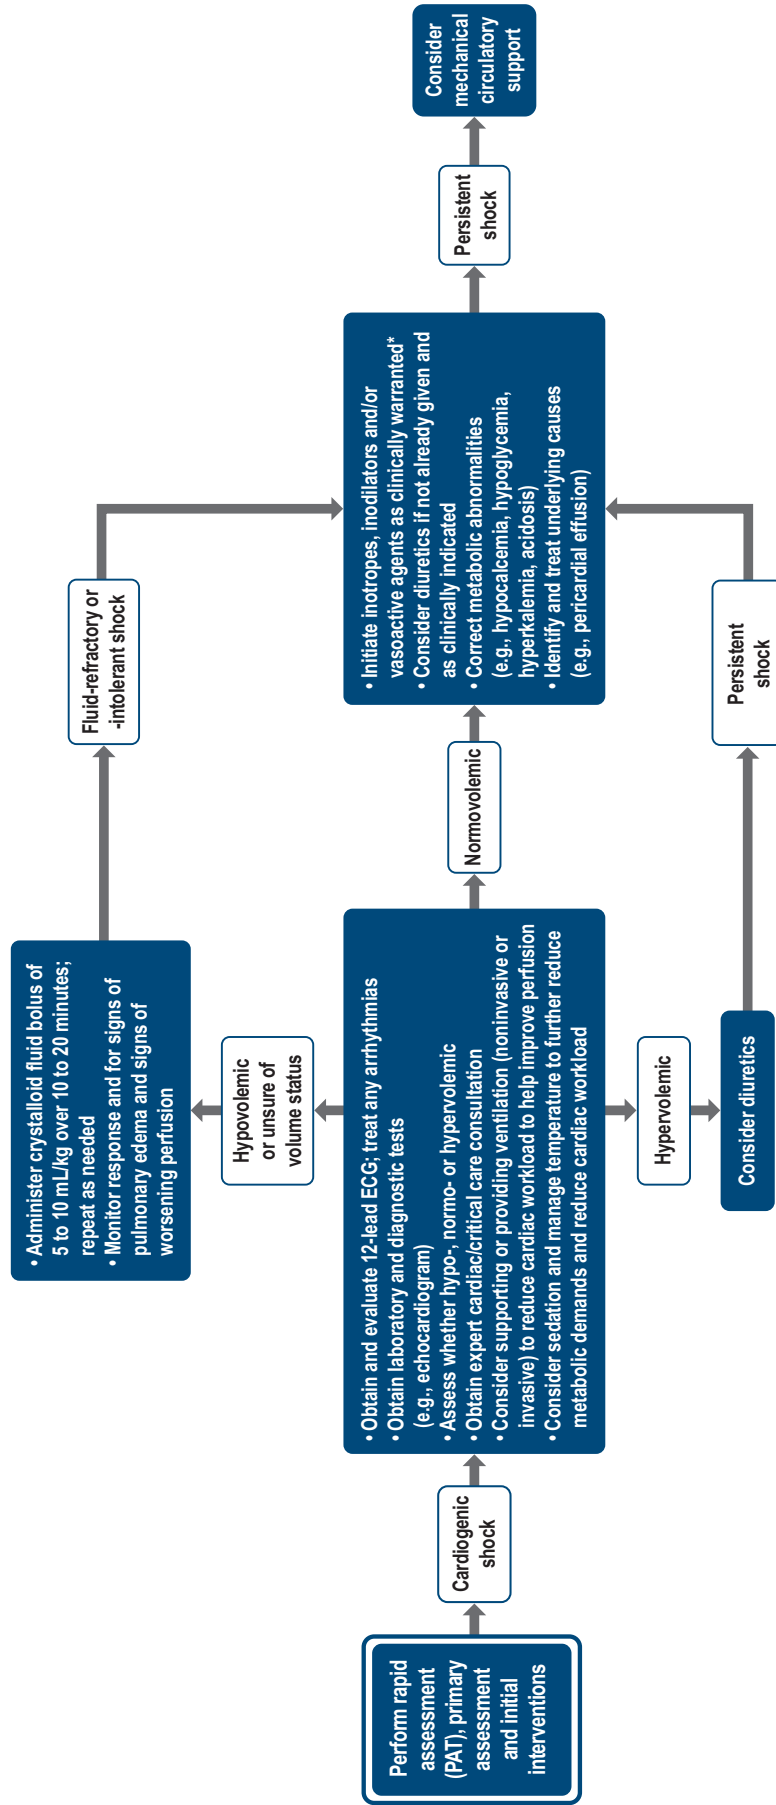 Perform rapid
assessment
(PAT), primary
assessment
and initial
interventions
Cardiogenic
shock
• Obtain and evaluate 12-lead ECG; treat any arrhythmias
• Obtain laboratory and diagnostic tests
(e.g., echocardiogram)
• Assess whether hypo-, normo- or hypervolemic
• Obtain expert cardiac/critical care consultation
• Consider supporting or providing ventilation (noninvasive or
invasive) to reduce cardiac workload to help improve perfusion
• Consider sedation and manage temperature to further reduce
metabolic demands and reduce cardiac workload
Hypovolemic
or unsure of
volume status
• Administer crystalloid fluid bolus of
5 to 10 mL/kg over 10 to 20 minutes;
repeat as needed
• Monitor response and for signs of
pulmonary edema and signs of
worsening perfusion
Fluid-refractory or
-intolerant shock
Normovolemic
Hypervolemic
Consider diuretics
Persistent
shock
• Initiate inotropes, inodilators and/or
vasoactive agents as clinically warranted*
• Consider diuretics if not already given and
as clinically indicated
• Correct metabolic abnormalities
(e.g., hypocalcemia, hypoglycemia,
hyperkalemia, acidosis)
• Identify and treat underlying causes
(e.g., pericardial effusion)
Persistent
shock
Consider
mechanical
circulatory
support